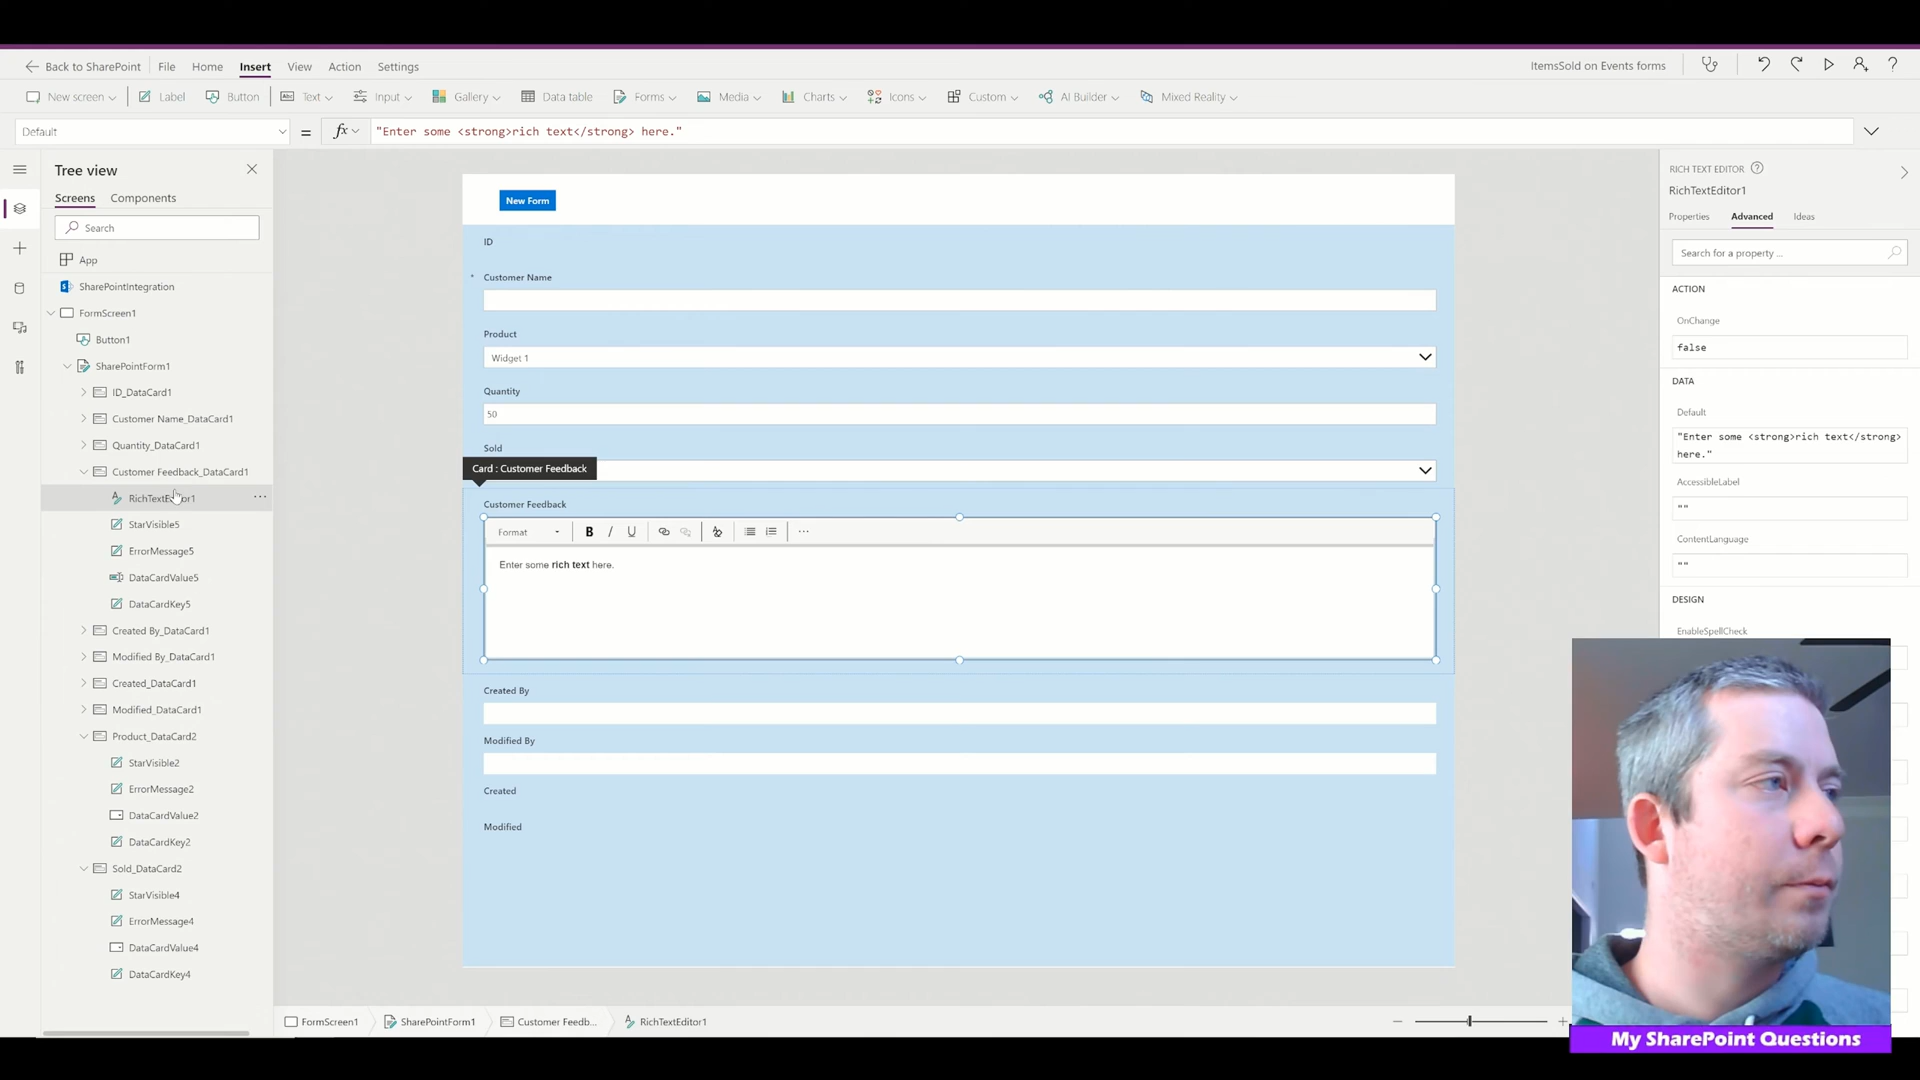 Back to SharePoint File Home Insert View Action Settings ItemsSold on Events forms
New screen Label Button Text Input Gallery Data table Forms Media Charts Icons Custom AI Builder Mixed Reality
Default = fx "Enter some <strong>rich text</strong> here."
Tree view
Screens Components
Search
App
SharePointIntegration
FormScreen1
Button1
SharePointForm1
ID_DataCard1
Customer Name_DataCard1
Quantity_DataCard1
Customer Feedback_DataCard1
RichTextEditor1
StarVisible5
ErrorMessage5
DataCardValue5
DataCardKey5
Created By_DataCard1
Modified By_DataCard1
Created_DataCard1
Modified_DataCard1
Product_DataCard2
StarVisible2
ErrorMessage2
DataCardValue2
DataCardKey2
Sold_DataCard2
StarVisible4
ErrorMessage4
DataCardValue4
DataCardKey4
New Form
ID
* Customer Name
Product
Widget 1
Quantity
50
Sold
Card : Customer Feedback
Customer Feedback
Format B I U
Enter some rich text here.
Created By
Modified By
Created
Modified
FormScreen1 SharePointForm1 Customer Feedb... RichTextEditor1
RICH TEXT EDITOR
RichTextEditor1
Properties Advanced Ideas
Search for a property ...
ACTION
OnChange
false
DATA
Default
"Enter some <strong>rich text</strong>
here."
AccessibleLabel
""
ContentLanguage
""
DESIGN
EnableSpellCheck
My SharePoint Questions